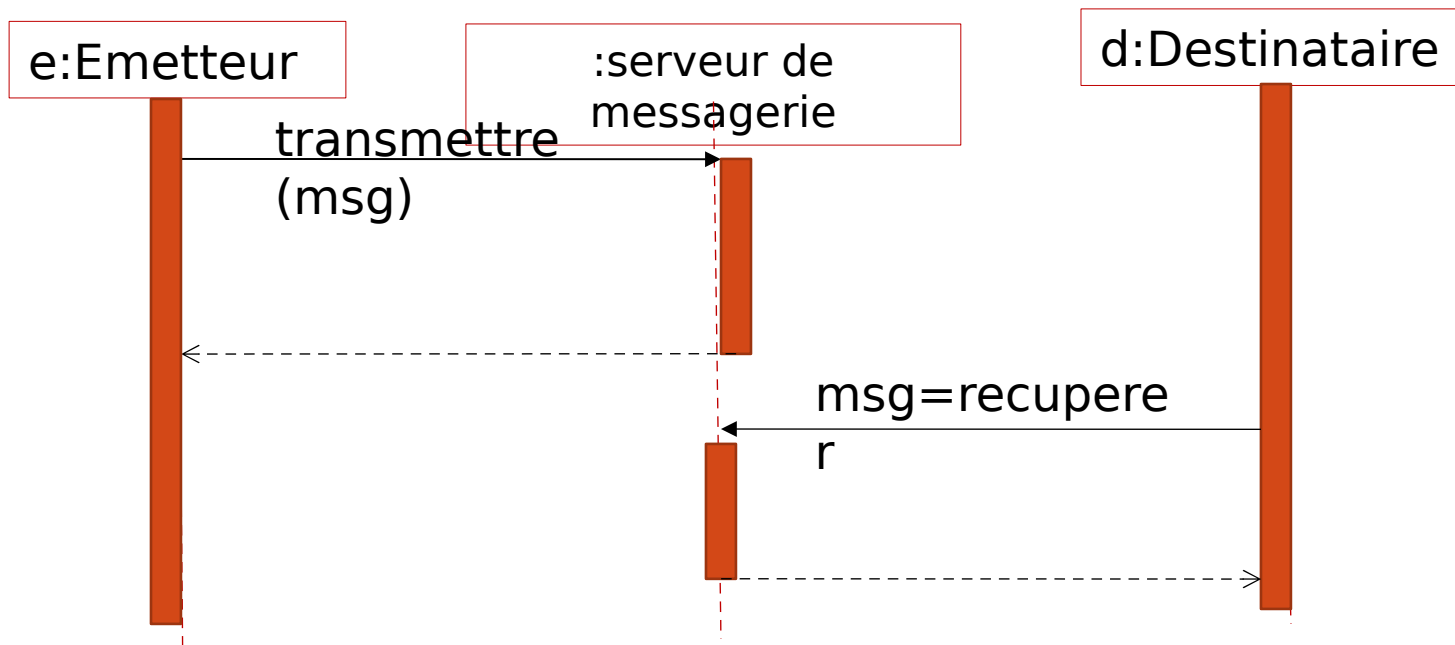 e:Emetteur
:serveur de
messagerie
d:Destinataire
transmettre
(msg)
msg=recupere
r